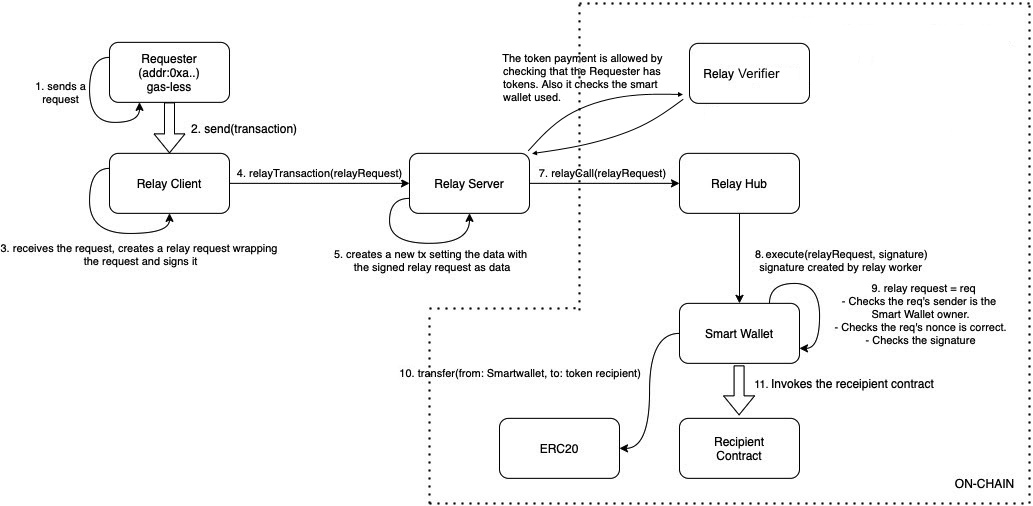 Requester
(addr:0xa..)
gas-less
1. sends a
request
2. send(transaction)
The token payment is allowed by
checking that the Requester has
tokens. Also it checks the smart
wallet used.
Relay Verifier
Relay Client
4. relayTransaction(relayRequest)
Relay Server
7. relayCall(relayRequest)
Relay Hub
3. receives the request, creates a relay request wrapping
the request and signs it
5. creates a new tx setting the data with
the signed relay request as data
8.execute(relayRequest, signature)
signature created by relay worker
9. relay request = req
- Checks the req's sender is the
Smart Wallet owner.
- Checks the req's nonce is correct.
- Checks the signature
Smart Wallet
10. transfer(from: Smartwallet, to: token recipient)
11. Invokes the receipient contract
ERC20
Recipient
Contract
ON-CHAIN